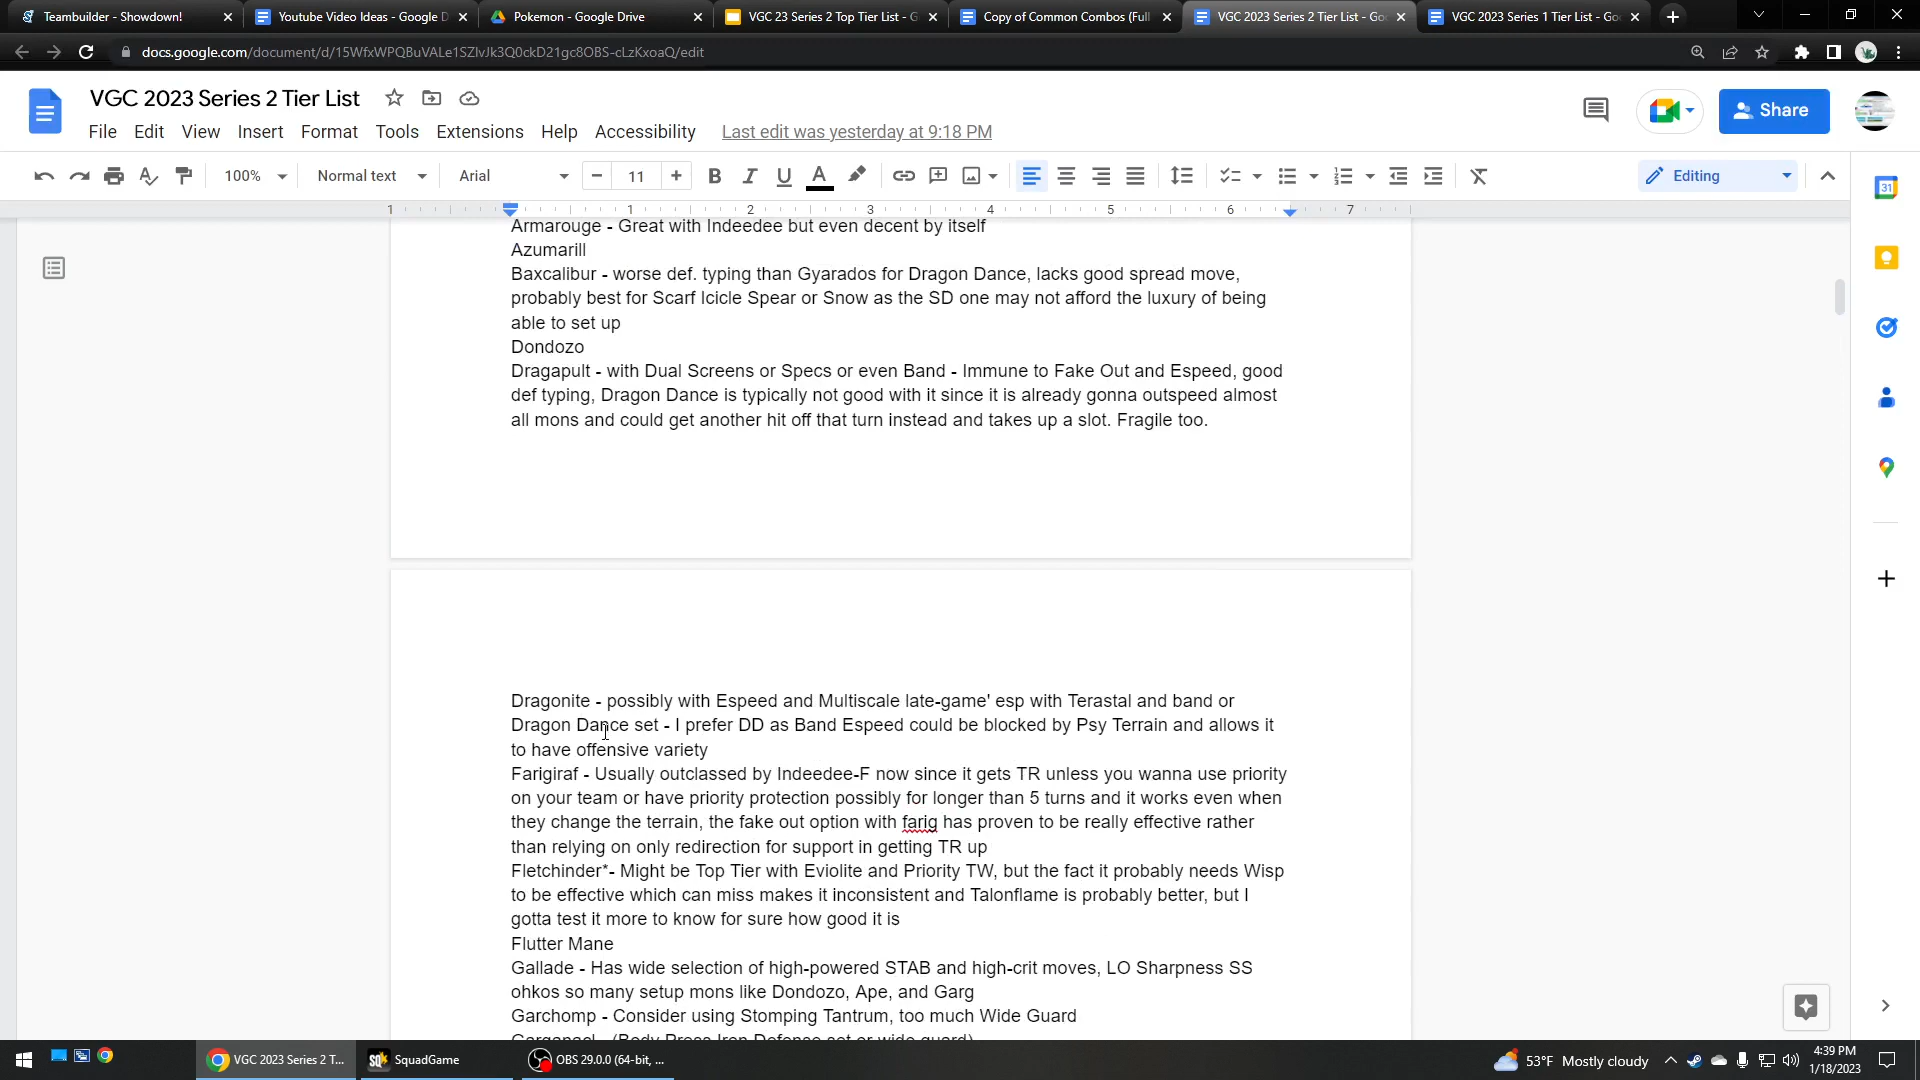 Teambuilder - Showdown!
Youtube Video Ideas - Google D
Pokemon - Google Drive
VGC 23 Series 2 Top Tier List - G
Copy of Common Combos (Full
VGC 2023 Series 2 Tier List - Goo
VGC 2023 Series 1 Tier List - Go
docs.google.com/document/d/15WfxWPQBuVALe1SZlvJk3Q0ckD21gc8OBS-cLzKxoaQ/edit
VGC 2023 Series 2 Tier List
Share
File Edit View Insert Format Tools Extensions Help Accessibility Last edit was yesterday at 9:18 PM
100% Normal text Arial 11 Editing
1 1 2 3 4 5 6 7
Armarouge - Great with Indeedee but even decent by itself
Azumarill
Baxcalibur - worse def. typing than Gyarados for Dragon Dance, lacks good spread move,
probably best for Scarf Icicle Spear or Snow as the SD one may not afford the luxury of being
able to set up
Dondozo
Dragapult - with Dual Screens or Specs or even Band - Immune to Fake Out and Espeed, good
def typing, Dragon Dance is typically not good with it since it is already gonna outspeed almost
all mons and could get another hit off that turn instead and takes up a slot. Fragile too.
Dragonite - possibly with Espeed and Multiscale late-game' esp with Terastal and band or
Dragon Dance set - I prefer DD as Band Espeed could be blocked by Psy Terrain and allows it
to have offensive variety
Farigiraf - Usually outclassed by Indeedee-F now since it gets TR unless you wanna use priority
on your team or have priority protection possibly for longer than 5 turns and it works even when
they change the terrain, the fake out option with farig has proven to be really effective rather
than relying on only redirection for support in getting TR up
Fletchinder*- Might be Top Tier with Eviolite and Priority TW, but the fact it probably needs Wisp
to be effective which can miss makes it inconsistent and Talonflame is probably better, but I
gotta test it more to know for sure how good it is
Flutter Mane
Gallade - Has wide selection of high-powered STAB and high-crit moves, LO Sharpness SS
ohkos so many setup mons like Dondozo, Ape, and Garg
Garchomp - Consider using Stomping Tantrum, too much Wide Guard
Garganacl - (Body Press Iron Defense set or wide guard)
VGC 2023 Series 2 T...
SquadGame
OBS 29.0.0 (64-bit, ...
53°F Mostly cloudy
4:39 PM
1/18/2023